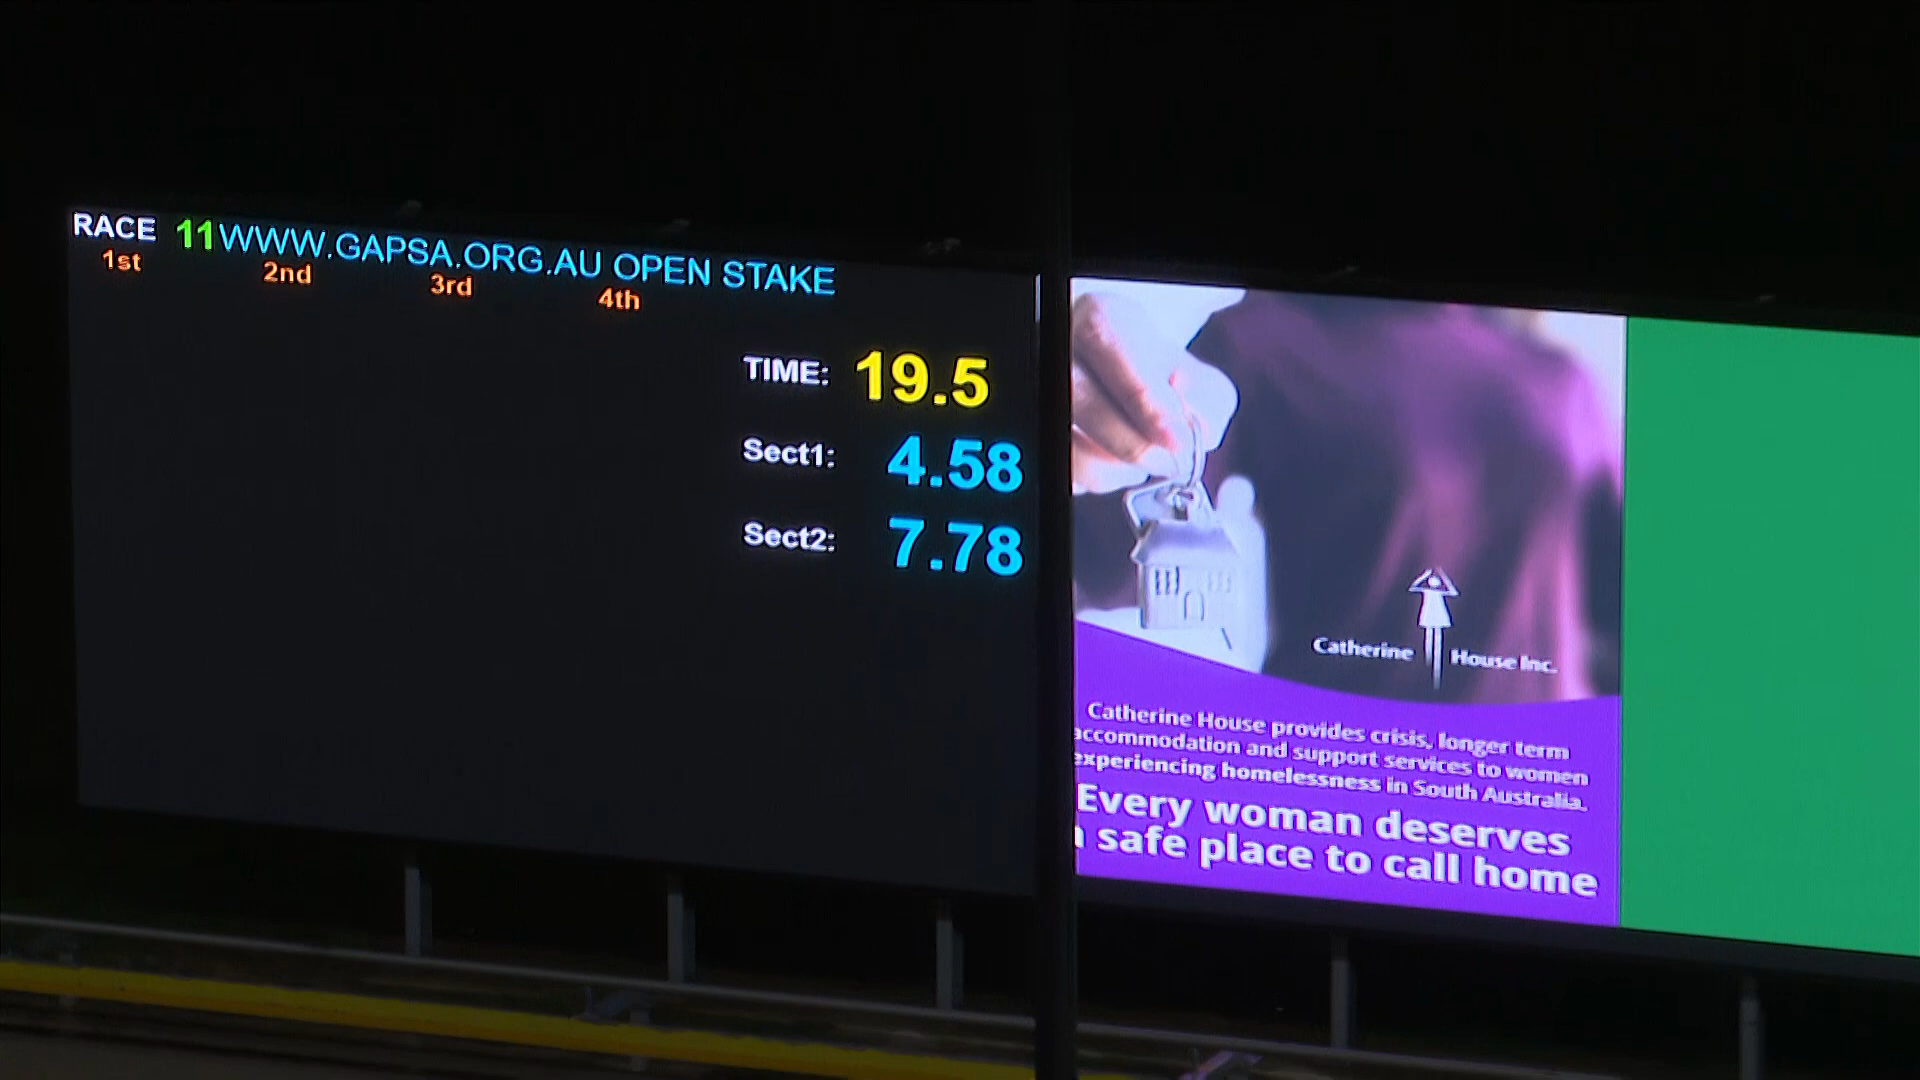 RACE 11 WWW.GAPSA.ORG.AU OPEN STAKE
1st 2nd 3rd 4th
TIME: 19.5
Sect1: 4.58
Sect2: 7.78
Catherine House Inc.
Catherine House provides crisis, longer term
accommodation and support services to women
experiencing homelessness in South Australia.
Every woman deserves
a safe place to call home